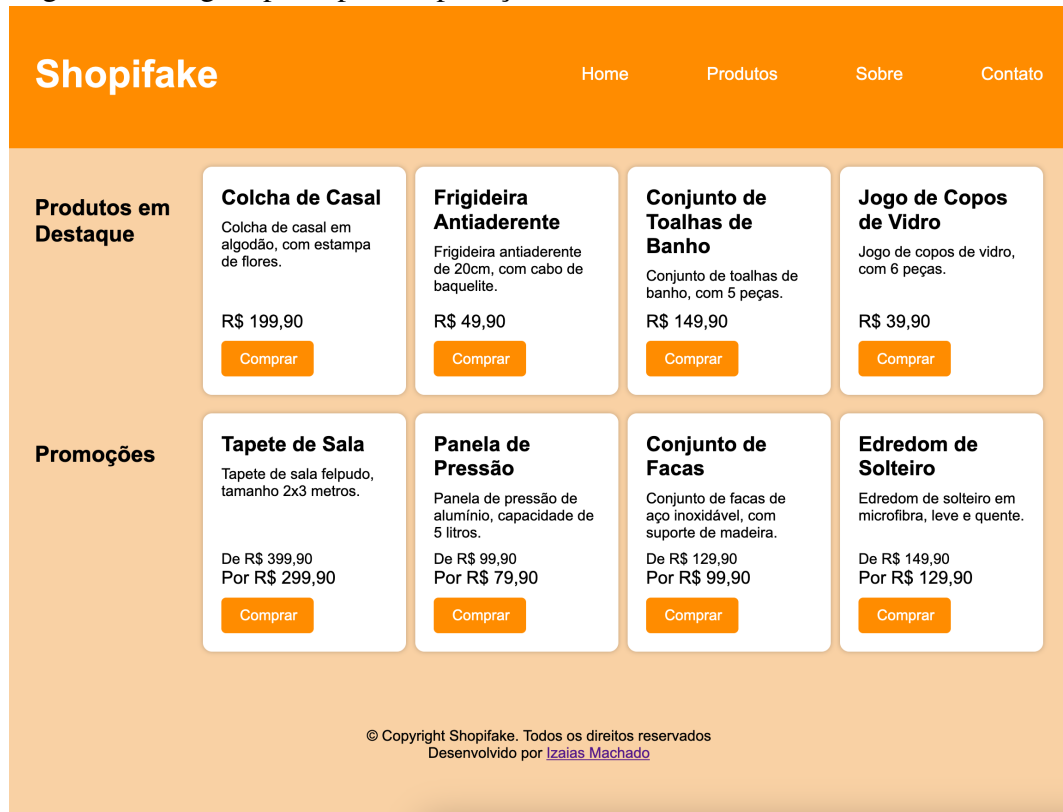 Shopifake
Home
Produtos
Sobre
Contato
Produtos em
Destaque
Colcha de Casal
Colcha de casal em
algodão, com estampa
de flores.
R$ 199,90
Comprar
Frigideira
Antiaderente
Frigideira antiaderente
de 20cm, com cabo de
baquelite.
R$ 49,90
Comprar
Conjunto de
Toalhas de
Banho
Conjunto de toalhas de
banho, com 5 peças.
R$ 149,90
Comprar
Jogo de Copos
de Vidro
Jogo de copos de vidro,
com 6 peças.
R$ 39,90
Comprar
Promoções
Tapete de Sala
Tapete de sala felpudo,
tamanho 2x3 metros.
De R$ 399,90
Por R$ 299,90
Comprar
Panela de
Pressão
Panela de pressão de
alumínio, capacidade de
5 litros.
De R$ 99,90
Por R$ 79,90
Comprar
Conjunto de
Facas
Conjunto de facas de
aço inoxidável, com
suporte de madeira.
De R$ 129,90
Por R$ 99,90
Comprar
Edredom de
Solteiro
Edredom de solteiro em
microfibra, leve e quente.
De R$ 149,90
Por R$ 129,90
Comprar
© Copyright Shopifake. Todos os direitos reservados
Desenvolvido por Izaias Machado